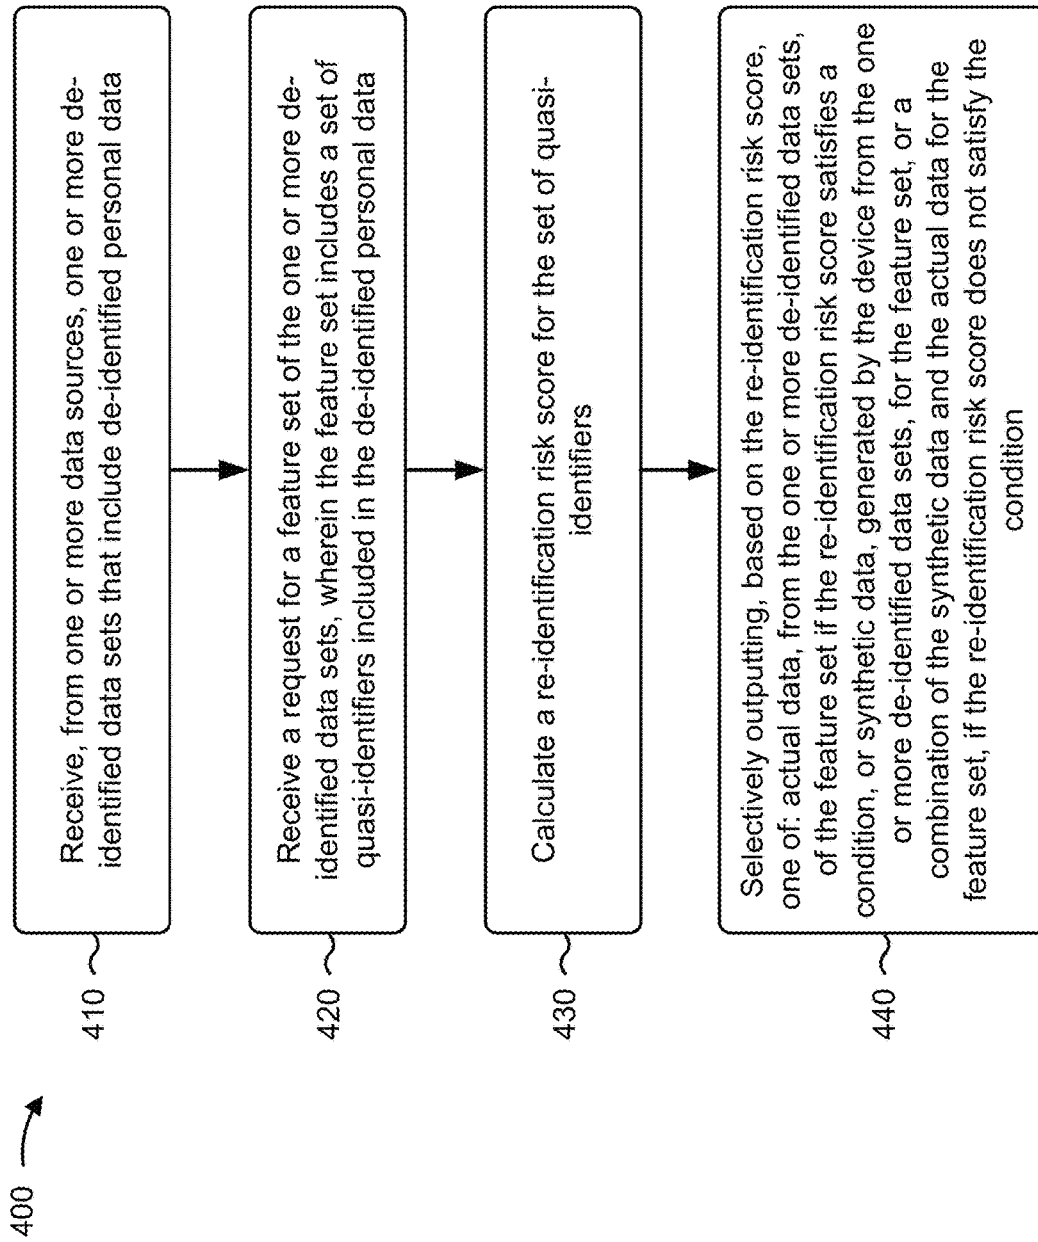 400
410
Receive, from one or more data sources, one or more de-
identified data sets that include de-identified personal data
420
Receive a request for a feature set of the one or more de-
identified data sets, wherein the feature set includes a set of
quasi-identifiers included in the de-identified personal data
430
Calculate a re-identification risk score for the set of quasi-
identifiers
440
Selectively outputting, based on the re-identification risk score,
one of: actual data, from the one or more de-identified data sets,
of the feature set if the re-identification risk score satisfies a
condition, or synthetic data, generated by the device from the one
or more de-identified data sets, for the feature set, or a
combination of the synthetic data and the actual data for the
feature set, if the re-identification risk score does not satisfy the
condition